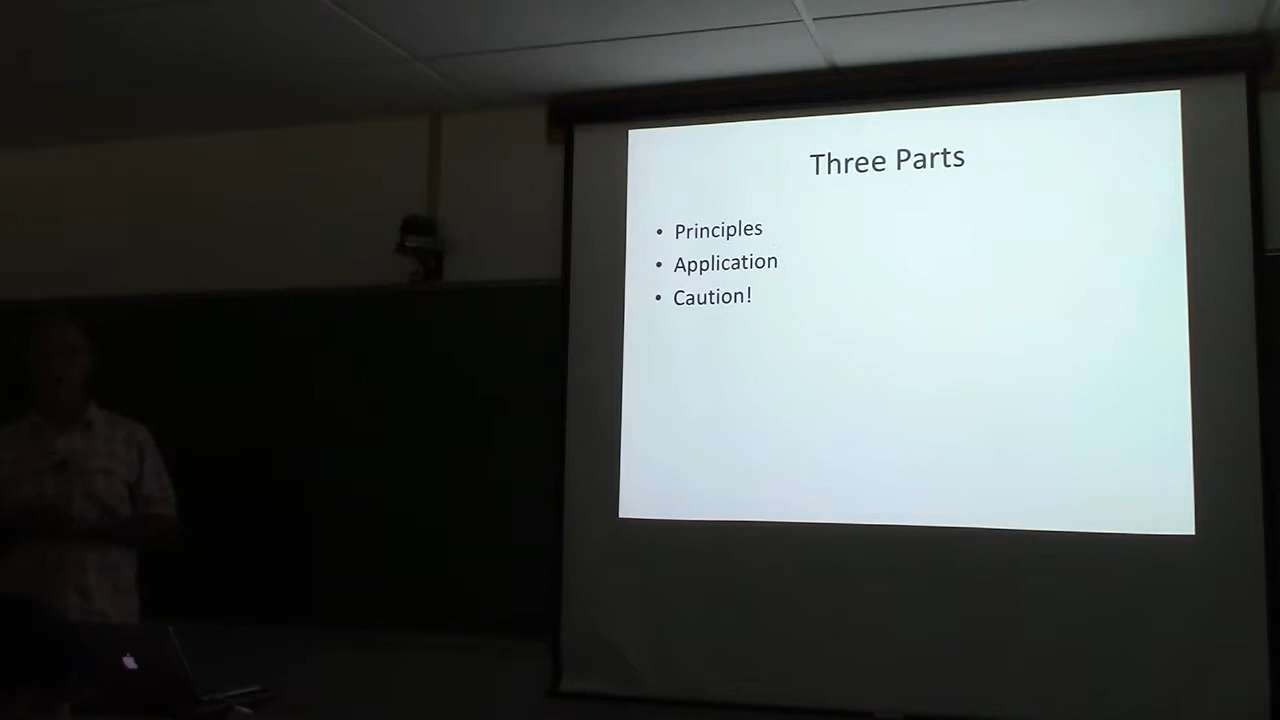 Three Parts
• Principles
• Application
• Caution!